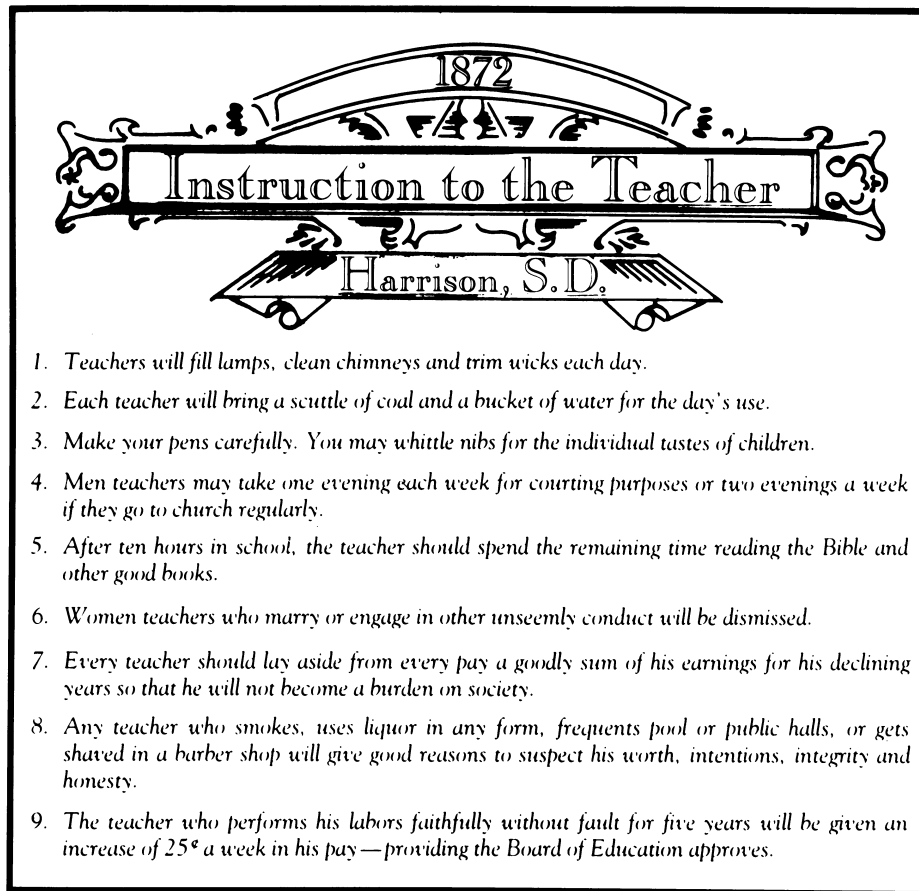 1872
Instruction to the Teacher
Harrison, S.D.
1. Teachers will fill lamps, clean chimneys and trim wicks each day.
2. Each teacher will bring a scuttle of coal and a bucket of water for the day's use.
3. Make your pens carefully. You may whittle nibs for the individual tastes of children.
4. Men teachers may take one evening each week for courting purposes or two evenings a week
if they go to church regularly.
5. After ten hours in school, the teacher should spend the remaining time reading the Bible and
other good books.
6. Women teachers who marry or engage in other unseemly conduct will be dismissed.
7. Every teacher should lay aside from every pay a goodly sum of his earnings for his declining
years so that he will not become a burden on society.
8. Any teacher who smokes, uses liquor in any form, frequents pool or public halls, or gets
shaved in a barber shop will give good reasons to suspect his worth, intentions, integrity and
honesty.
9. The teacher who performs his labors faithfully without fault for five years will be given an
increase of 25¢ a week in his pay—providing the Board of Education approves.